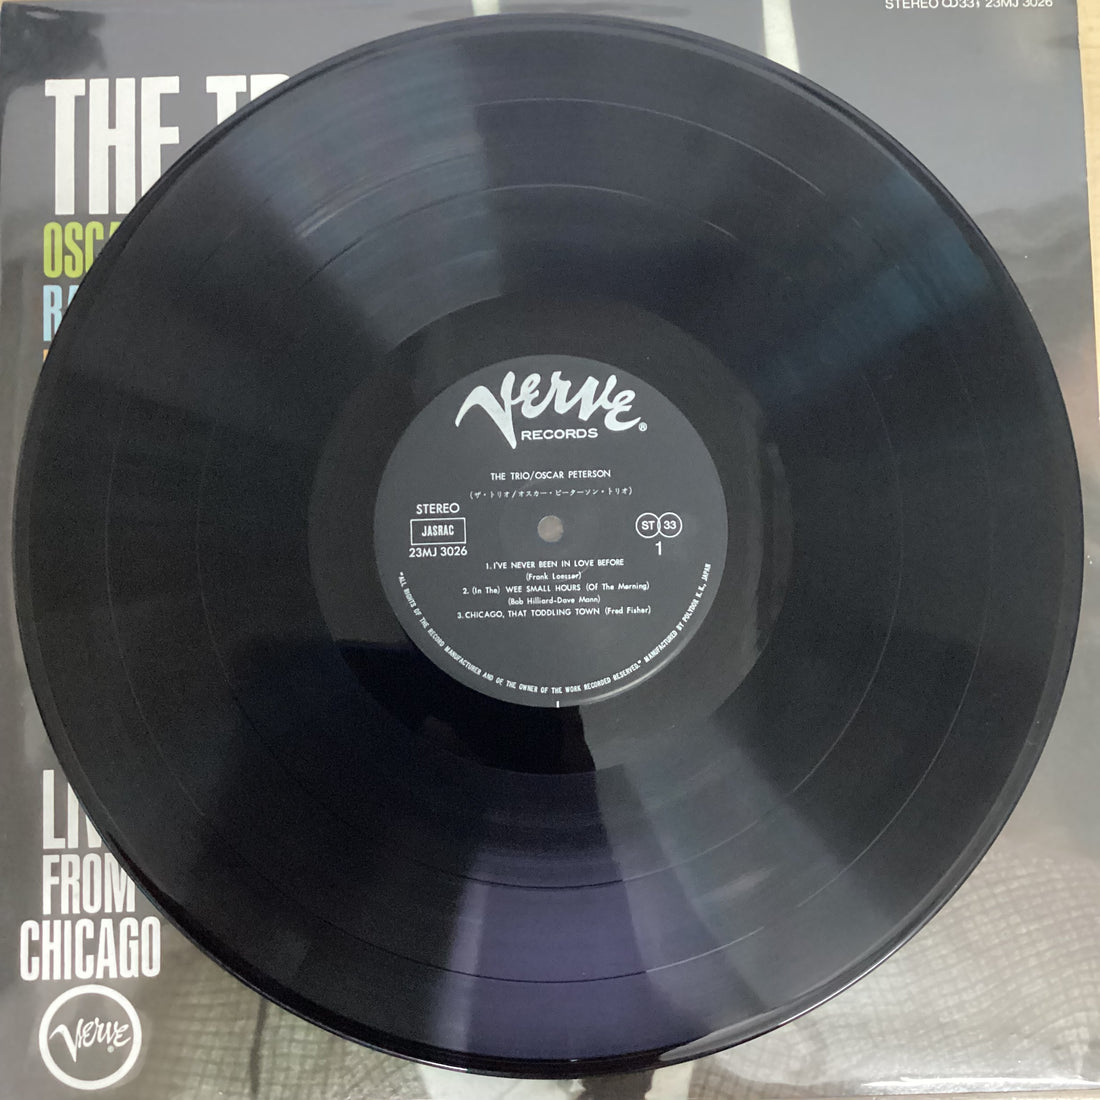 STEREO 33⅓ 23MJ 3026
THE
OSCA
LIV
FROM
CHICAGO
Verve®
Verve®
RECORDS
THE TRIO/OSCAR PETERSON
(ザ・トリオ/オスカー・ピーターソン・トリオ)
STEREO
JASRAC
23MJ 3026
ST 33
1
1. I'VE NEVER BEEN IN LOVE BEFORE
(Frank Loesser)
2. (In The) WEE SMALL HOURS (Of The Morning)
(Bob Hilliard-Dave Mann)
3. CHICAGO, THAT TODDLING TOWN (Fred Fisher)
"ALL RIGHTS OF THE RECORD MANUFACTURER AND OF THE OWNER OF THE WORK RECORDED RESERVED." MANUFACTURED BY POLYDOR K.K., JAPAN